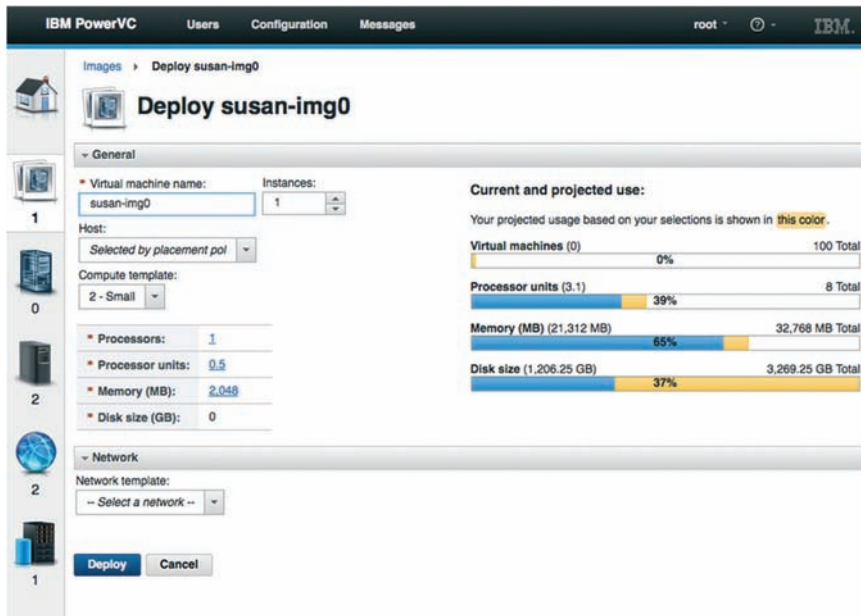 IBM PowerVC Users Configuration Messages root ? IBM.
Images › Deploy susan-img0
Deploy susan-img0
General
* Virtual machine name: Instances:
susan-img0 1
Host:
Selected by placement pol
Compute template:
2 - Small
* Processors: 1
* Processor units: 0.5
* Memory (MB): 2,048
* Disk size (GB): 0
Current and projected use:
Your projected usage based on your selections is shown in this color.
Virtual machines (0) 100 Total
0%
Processor units (3.1) 8 Total
39%
Memory (MB) (21,312 MB) 32,768 MB Total
65%
Disk size (1,206.25 GB) 3,269.25 GB Total
37%
Network
Network template:
-- Select a network --
Deploy Cancel
1
0
2
2
1